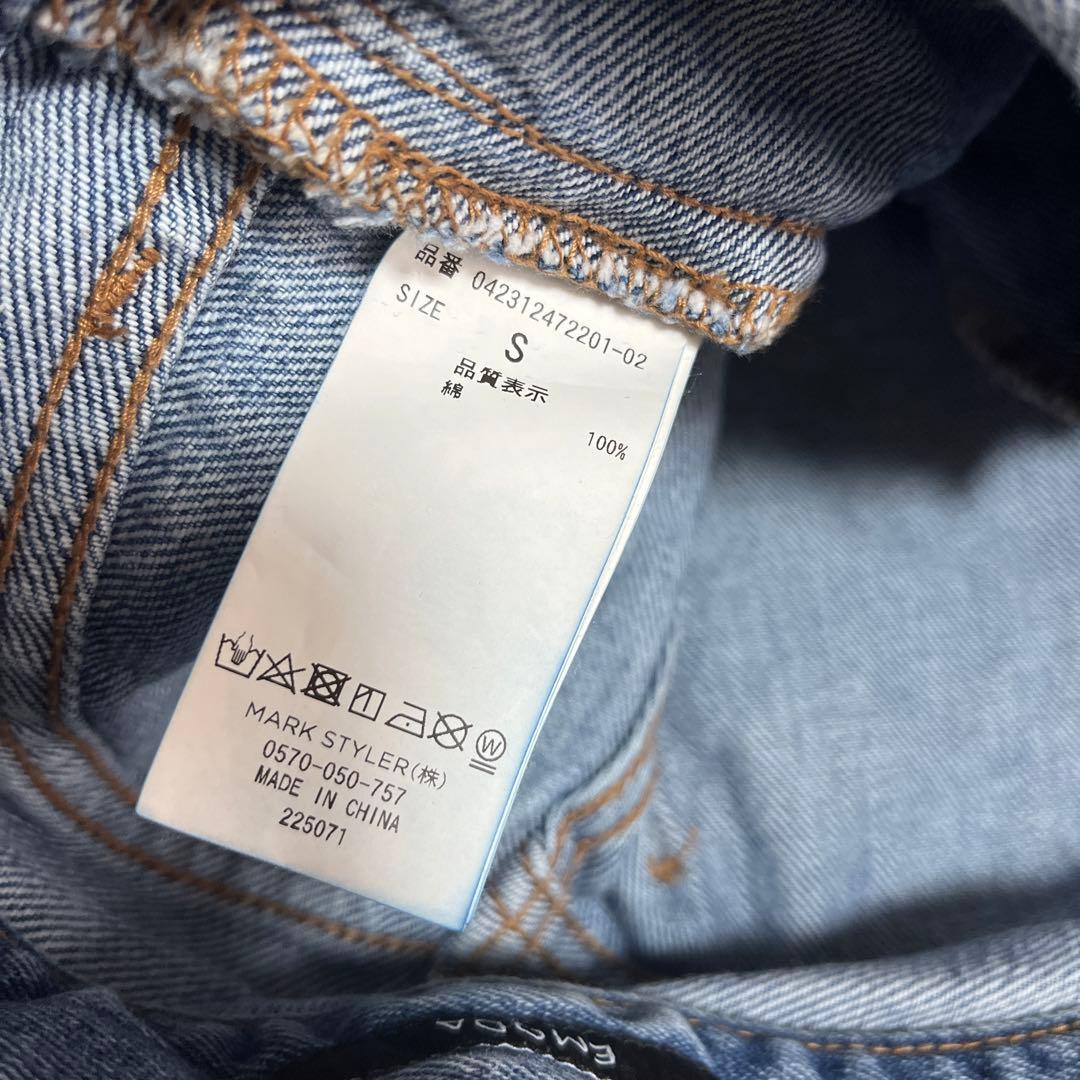 品番 042312472201-02
SIZE S
品質表示
綿 100%
W
MARK STYLER(株)
0570-050-757
MADE IN CHINA
225071
EMODA